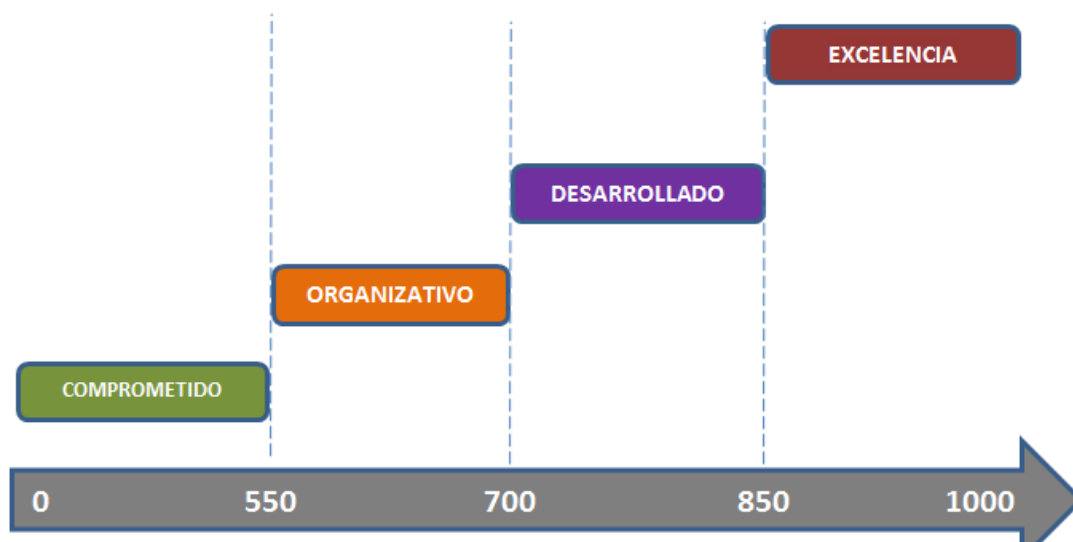 EXCELENCIA
DESARROLLADO
ORGANIZATIVO
COMPROMETIDO
0 550 700 850 1000